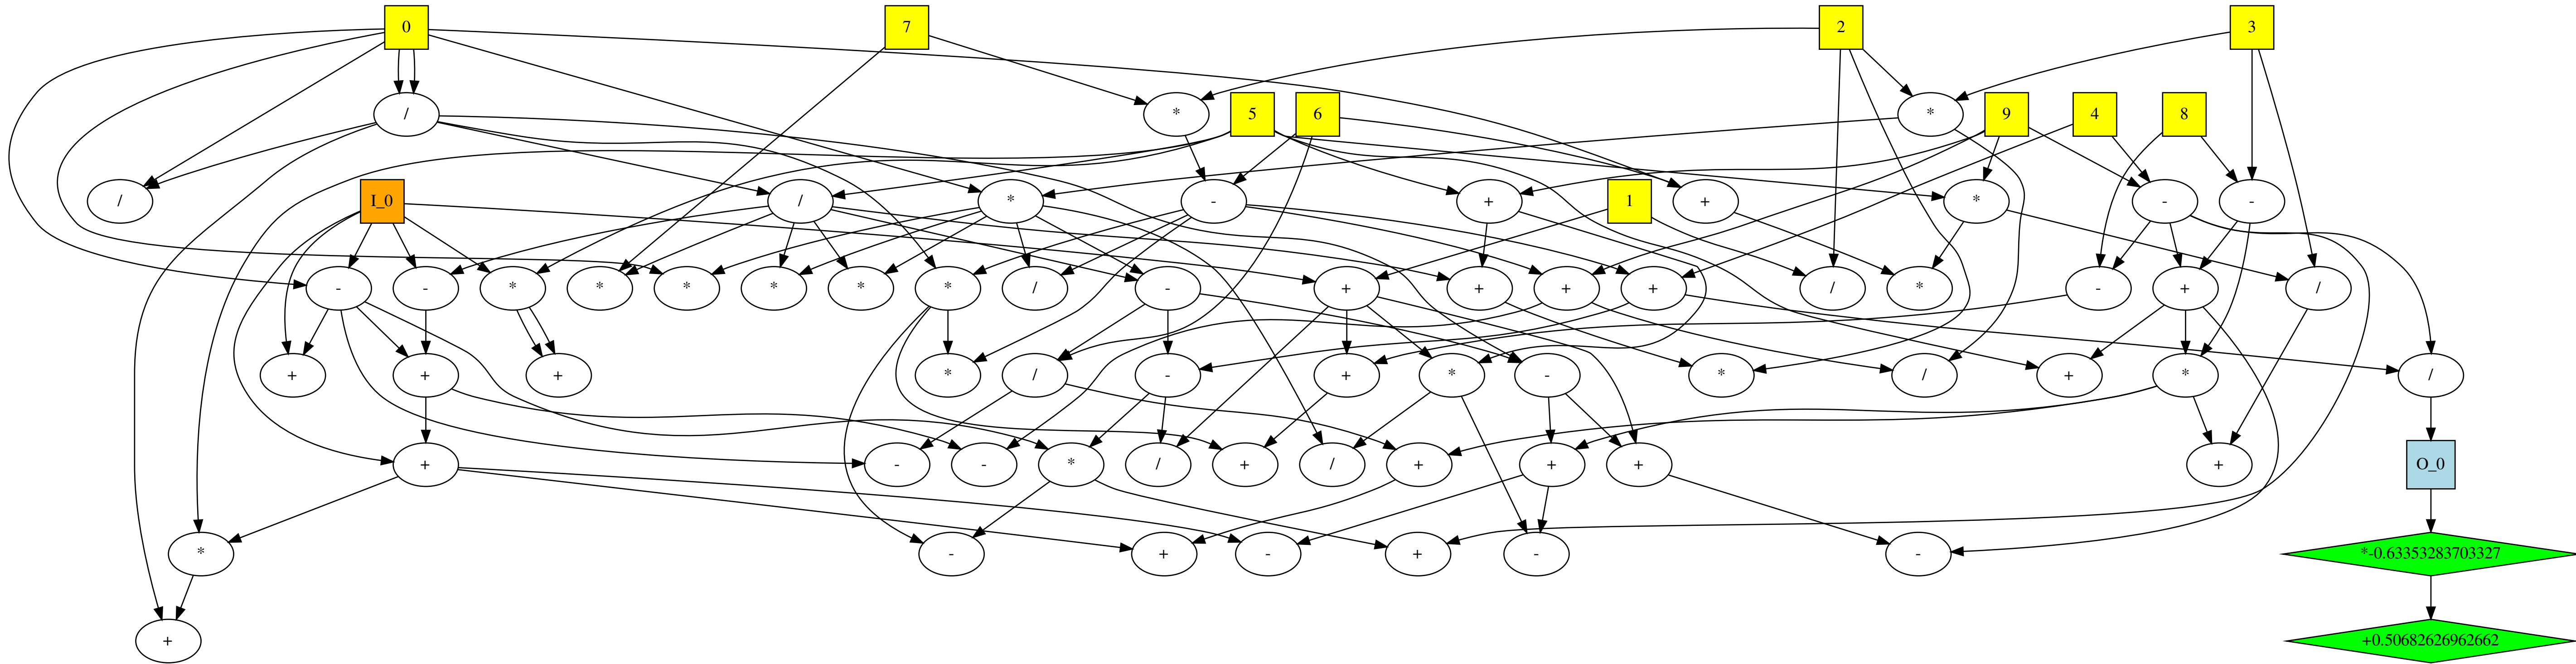 0 7 2 3
/ * 5 6 * 9 4 8
/ I_0 / * - + 1 + * - -
- - * * * * * * / - + + + + / * - + /
+ + + * / - + * - * / + * /
+ - - * / + / + + + + O_0
* - + - + - - *-0.63353283703327
+ +0.50682626962662